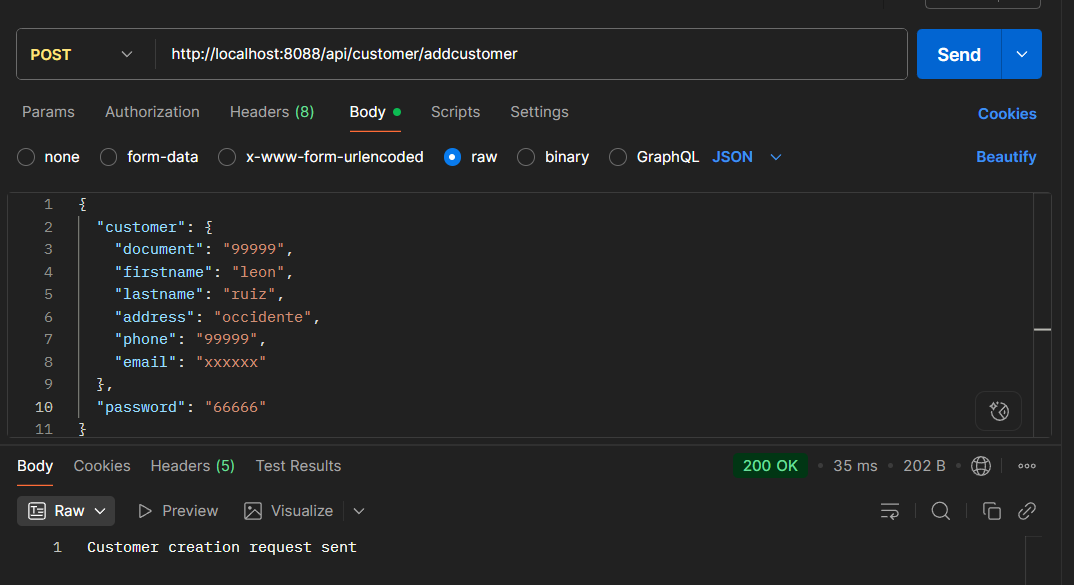 POST http://localhost:8088/api/customer/addcustomer Send
Params Authorization Headers (8) Body Scripts Settings Cookies
none form-data x-www-form-urlencoded raw binary GraphQL JSON Beautify
1 {
2 "customer": {
3 "document": "99999",
4 "firstname": "leon",
5 "lastname": "ruiz",
6 "address": "occidente",
7 "phone": "99999",
8 "email": "xxxxxx"
9 },
10 "password": "66666"
11 }
Body Cookies Headers (5) Test Results 200 OK 35 ms 202 B
Raw Preview Visualize
1 Customer creation request sent